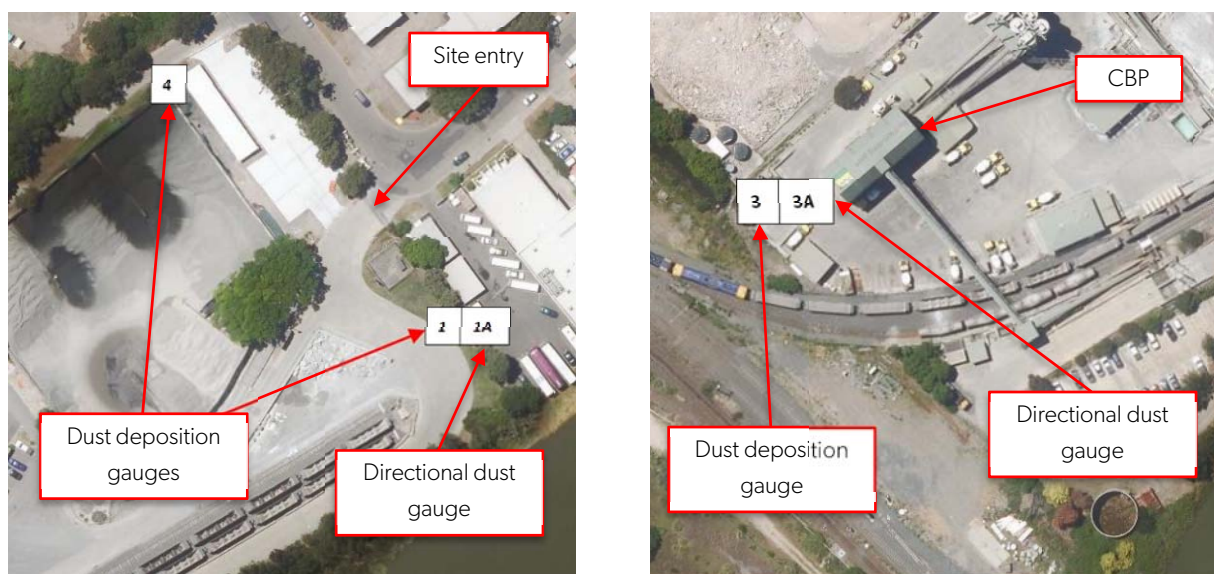 Site entry
4
1
1A
Dust deposition
gauges
Directional dust
gauge
CBP
3
3A
Dust deposition
gauge
Directional dust
gauge